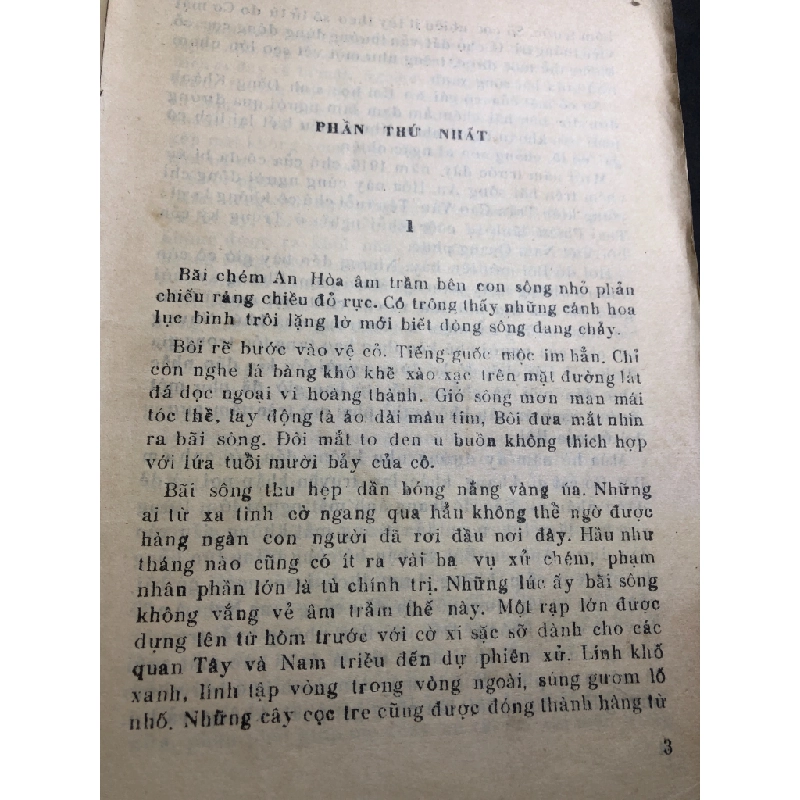 PHẦN THỨ NHẤT
1
Bãi chém An Hòa âm trầm bên con sông nhỏ phản
chiếu ráng chiều đỏ rực. Có trông thấy những cánh hoa
lục bình trôi lặng lờ mới biết dòng sông đang chảy.
Bòi rẽ bước vào vệ cỏ. Tiếng guốc mộc im hẳn. Chỉ
còn nghe lá bàng khô khẽ xào xạc trên mặt đường lát
đá dọc ngoại vi hoàng thành. Gió sông mơn man mái
tóc thề, lay động tà áo dài màu tím, Bòi đưa mắt nhìn
ra bãi sông. Đôi mắt to đen u buồn không thích hợp
với lứa tuổi mười bảy của cô.
Bãi sông thu hẹp dần bóng nắng vàng úa. Những
ai từ xa tình cờ ngang qua hẳu không thể ngờ được
hàng ngàn con người đã rơi đầu nơi đây. Hầu như
tháng nào cũng có ít ra vài ba vụ xử chém, phạm
nhân phần lớn là tù chính trị. Những lúc ấy bãi sông
không vắng vẻ âm trầm thế này. Một rạp lớn được
dựng lên từ hôm trước với cờ xí sặc sỡ dành cho các
quan Tây và Nam triều đến dự phiên xử. Lính khố
xanh, lính tập vòng trong vòng ngoài, súng gươm lố
nhố. Những cây cọc tre cũng được đóng thành hàng từ
3